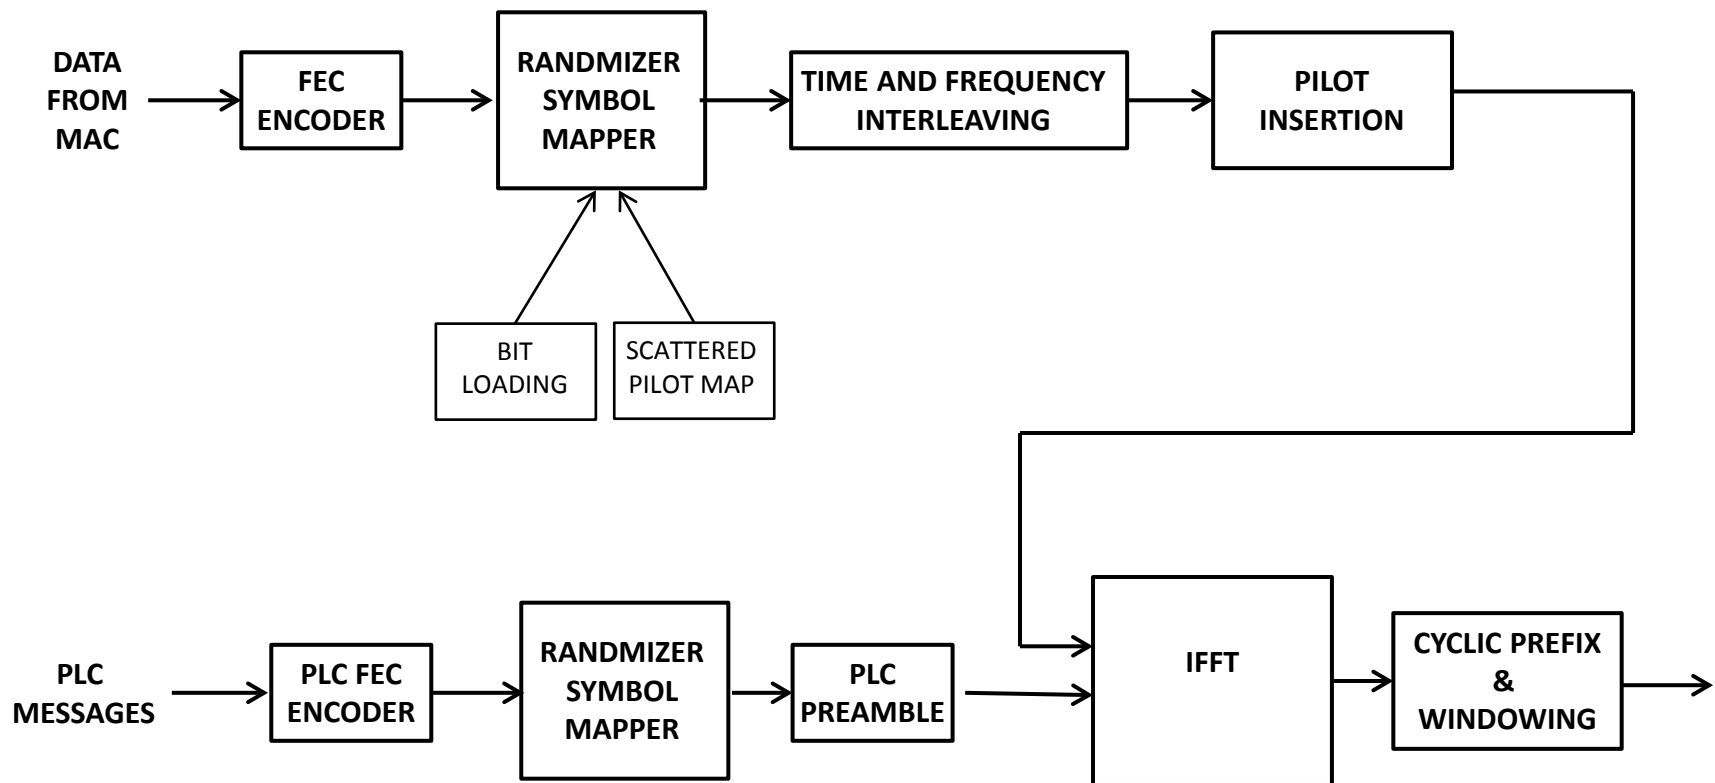 DATA
FROM
MAC
FEC
ENCODER
RANDMIZER
SYMBOL
MAPPER
TIME AND FREQUENCY
INTERLEAVING
PILOT
INSERTION
BIT
LOADING
SCATTERED
PILOT MAP
PLC
MESSAGES
PLC FEC
ENCODER
RANDMIZER
SYMBOL
MAPPER
PLC
PREAMBLE
IFFT
CYCLIC PREFIX
&
WINDOWING